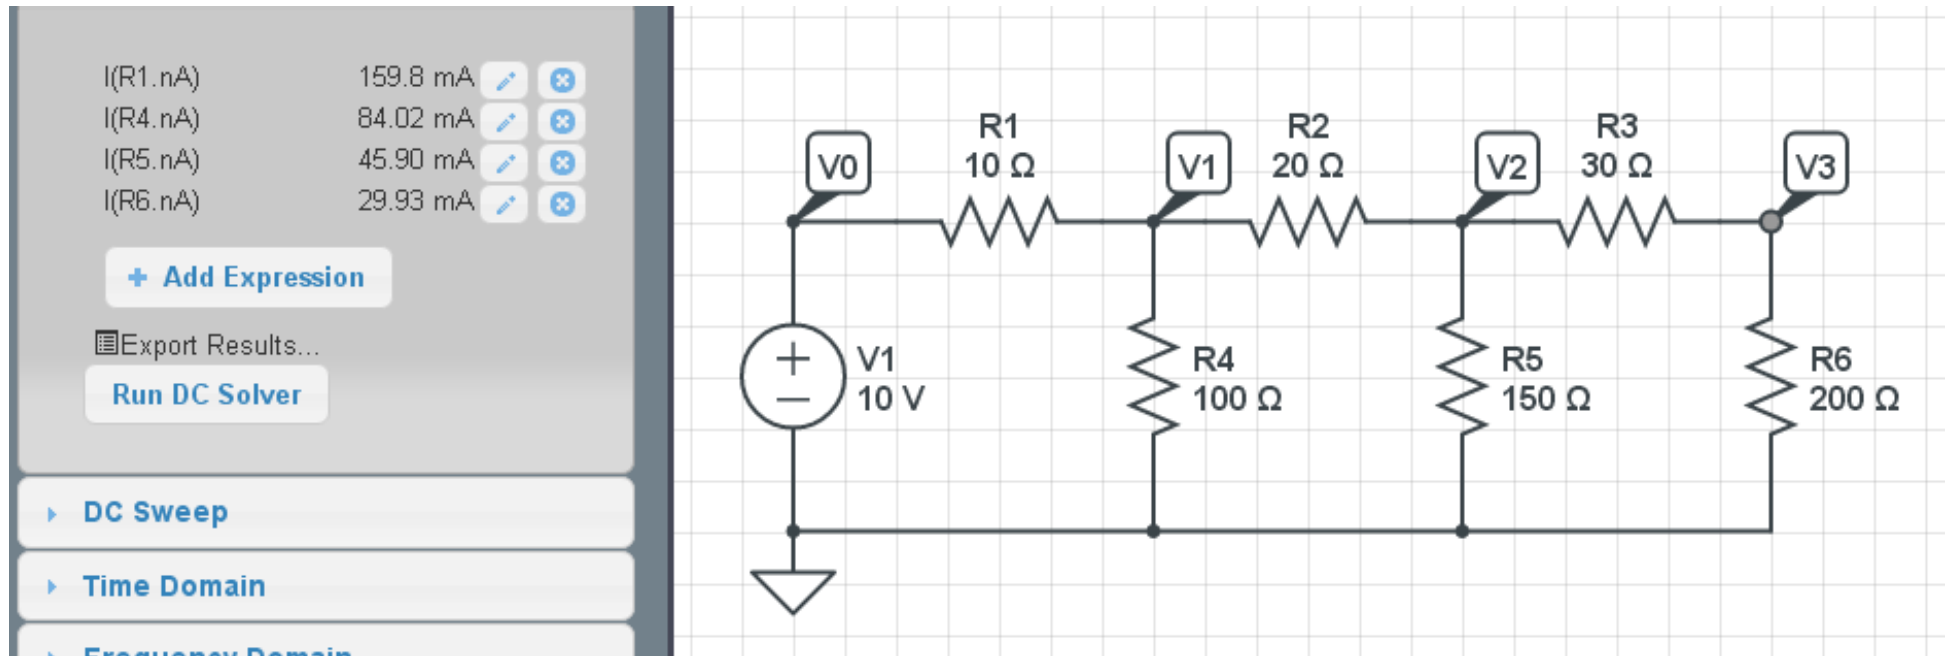 I(R1.nA) 159.8 mA
I(R4.nA) 84.02 mA
I(R5.nA) 45.90 mA
I(R6.nA) 29.93 mA
+ Add Expression
Export Results...
Run DC Solver
DC Sweep
Time Domain
Frequency Domain
V0
R1
10 Ω
V1
R2
20 Ω
V2
R3
30 Ω
V3
V1
10 V
R4
100 Ω
R5
150 Ω
R6
200 Ω